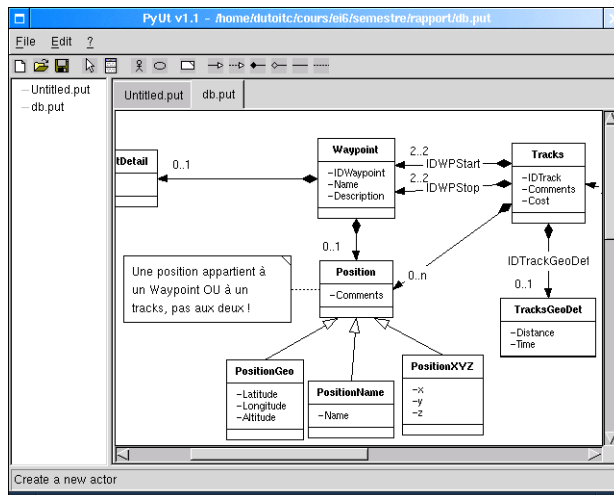 PyUt v1.1 - /home/dutoitc/cours/ei6/semestre/rapport/db.put
File Edit ?
Untitled.put
db.put
Untitled.put db.put
tDetail
0..1
Waypoint
-IDWaypoint
-Name
-Description
2..2
IDWPStart
2..2
IDWPStop
Tracks
-IDTrack
-Comments
-Cost
0..1
0..n
IDTrackGeoDet
0..1
Une position appartient à
un Waypoint OU à un
tracks, pas aux deux !
Position
-Comments
TracksGeoDet
-Distance
-Time
PositionGeo
-Latitude
-Longitude
-Altitude
PositionName
-Name
PositionXYZ
-x
-y
-z
Create a new actor